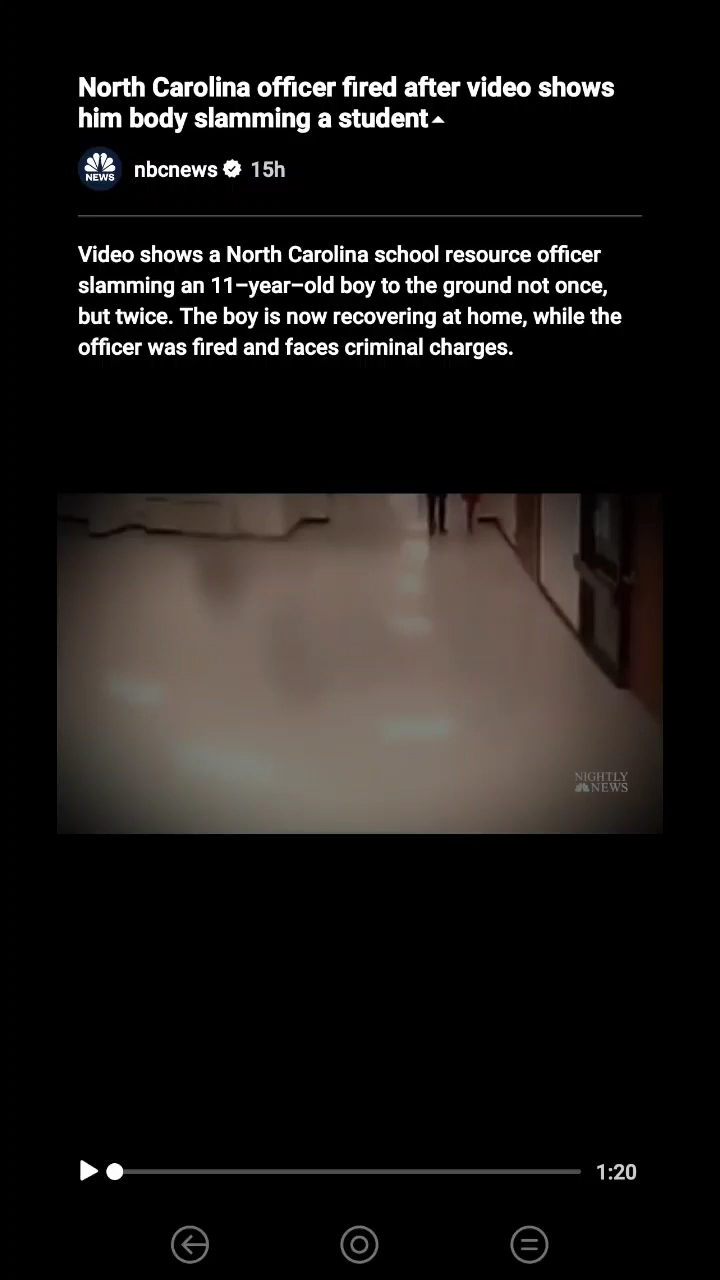 North Carolina officer fired after video shows
him body slamming a student
NEWS
nbcnews 15h
Video shows a North Carolina school resource officer
slamming an 11-year-old boy to the ground not once,
but twice. The boy is now recovering at home, while the
officer was fired and faces criminal charges.
NIGHTLY
NEWS
1:20